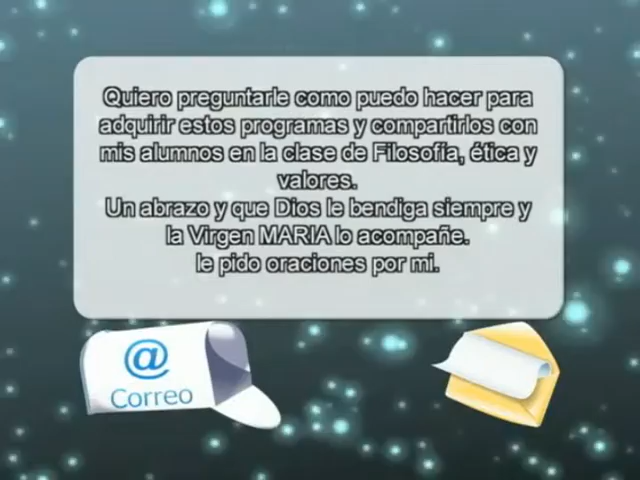 Quiero preguntarle como puedo hacer para
adquirir estos programas y compartirlos con
mis alumnos en la clase de Filosofía, ética y
valores.
Un abrazo y que Dios le bendiga siempre y
la Virgen MARIA lo acompañe.
le pido oraciones por mi.
@
Correo